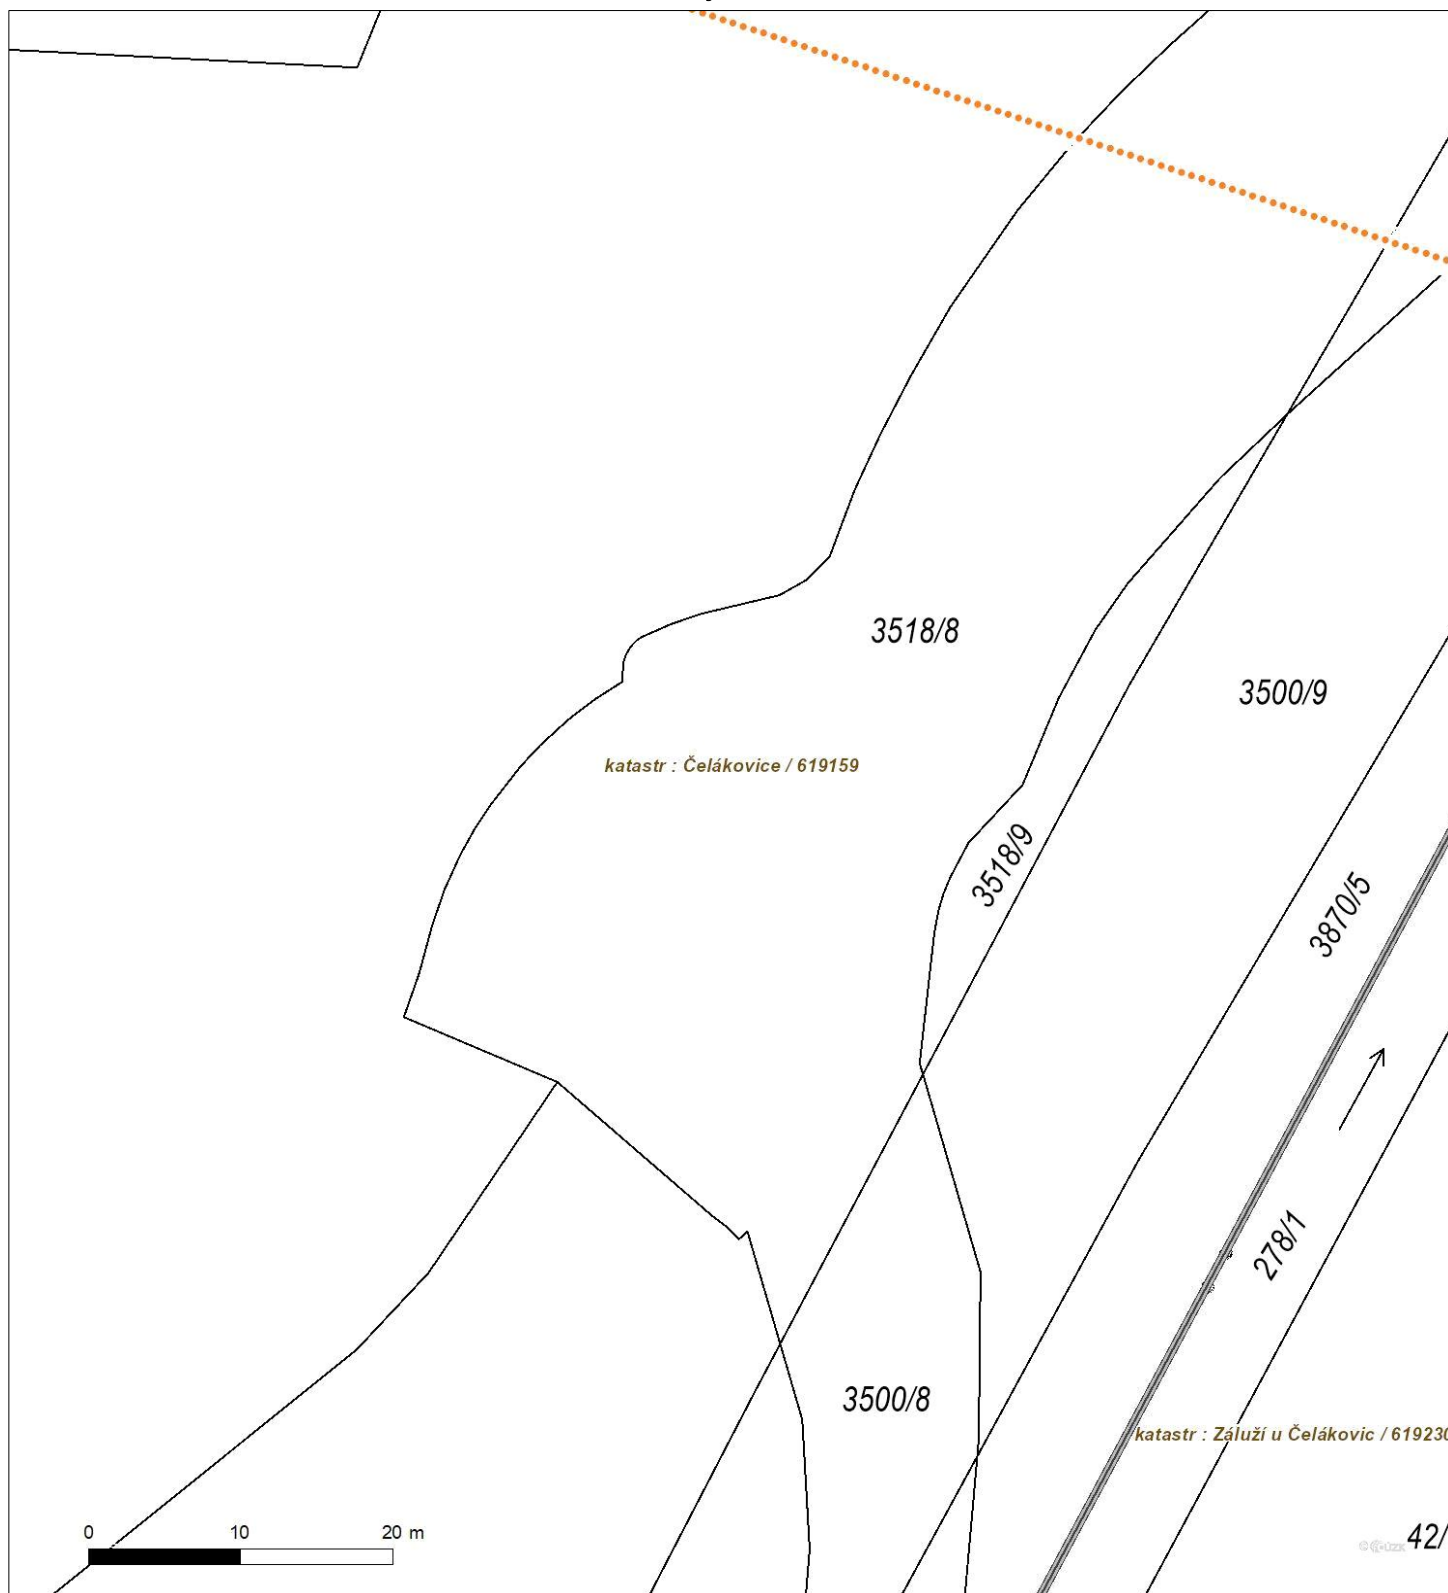 3518/8
3500/9
katastr : Čelákovice / 619159
3518/9
3870/5
278/1
3500/8
katastr : Záluží u Čelákovic / 619230
0 10 20 m
42/